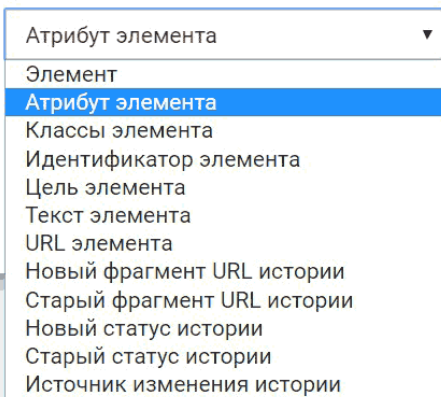 Атрибут элемента
Элемент
Атрибут элемента
Классы элемента
Идентификатор элемента
Цель элемента
Текст элемента
URL элемента
Новый фрагмент URL истории
Старый фрагмент URL истории
Новый статус истории
Старый статус истории
Источник изменения истории